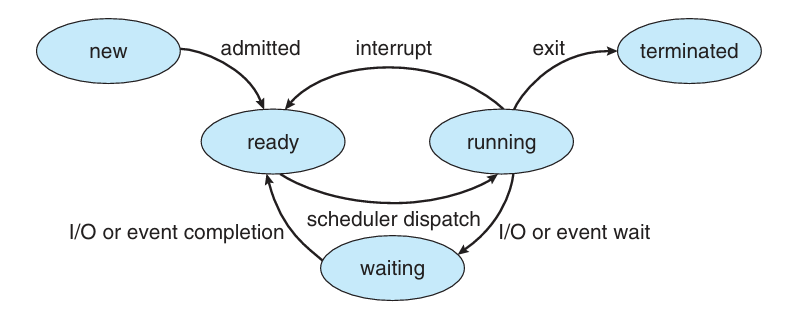 new
admitted
interrupt
exit
terminated
ready
running
scheduler dispatch
I/O or event completion
I/O or event wait
waiting